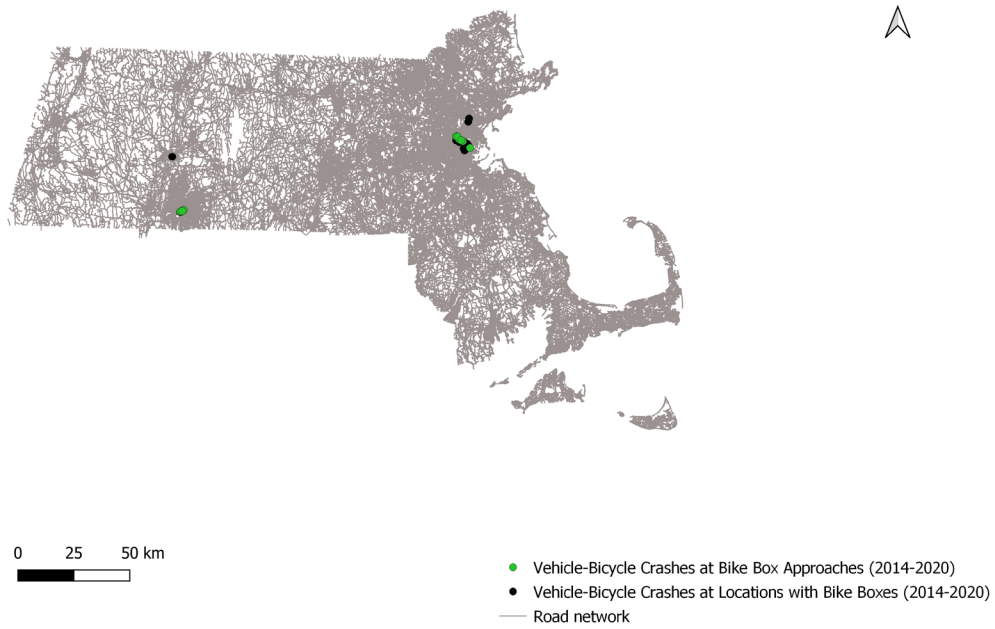 0 25 50 km
Vehicle-Bicycle Crashes at Bike Box Approaches (2014-2020)
Vehicle-Bicycle Crashes at Locations with Bike Boxes (2014-2020)
Road network